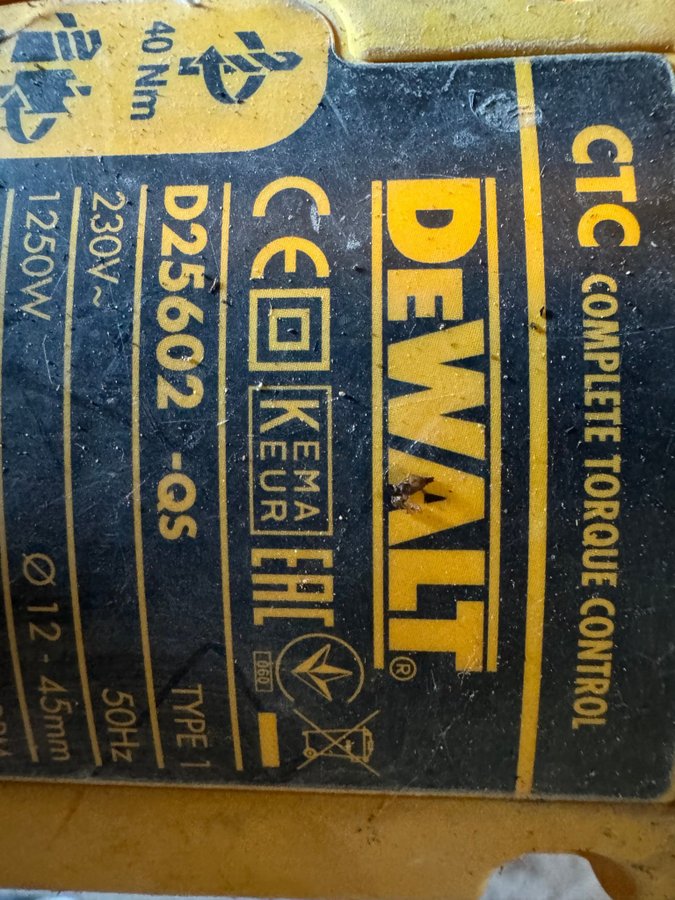 CTC COMPLETE TORQUE CONTROL
DEWALT®
CE KEMA KEUR EAC 060
D25602 -QS TYPE 1
230V~ 50Hz
1250W Ø 12 - 45mm
40 Nm